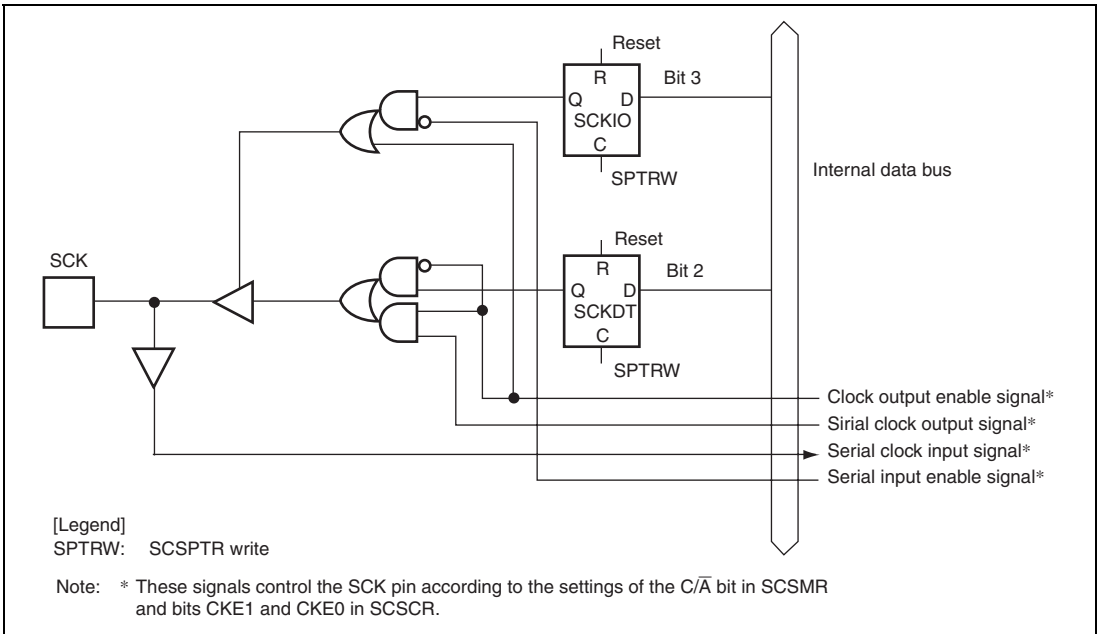 Reset
R
Bit 3
Q D
SCKIO
C
SPTRW
Internal data bus
Reset
R
Bit 2
SCK
Q D
SCKDT
C
SPTRW
Clock output enable signal*
Sirial clock output signal*
Serial clock input signal*
Serial input enable signal*
[Legend]
SPTRW: SCSPTR write
Note: * These signals control the SCK pin according to the settings of the C/A̅ bit in SCSMR
and bits CKE1 and CKE0 in SCSCR.